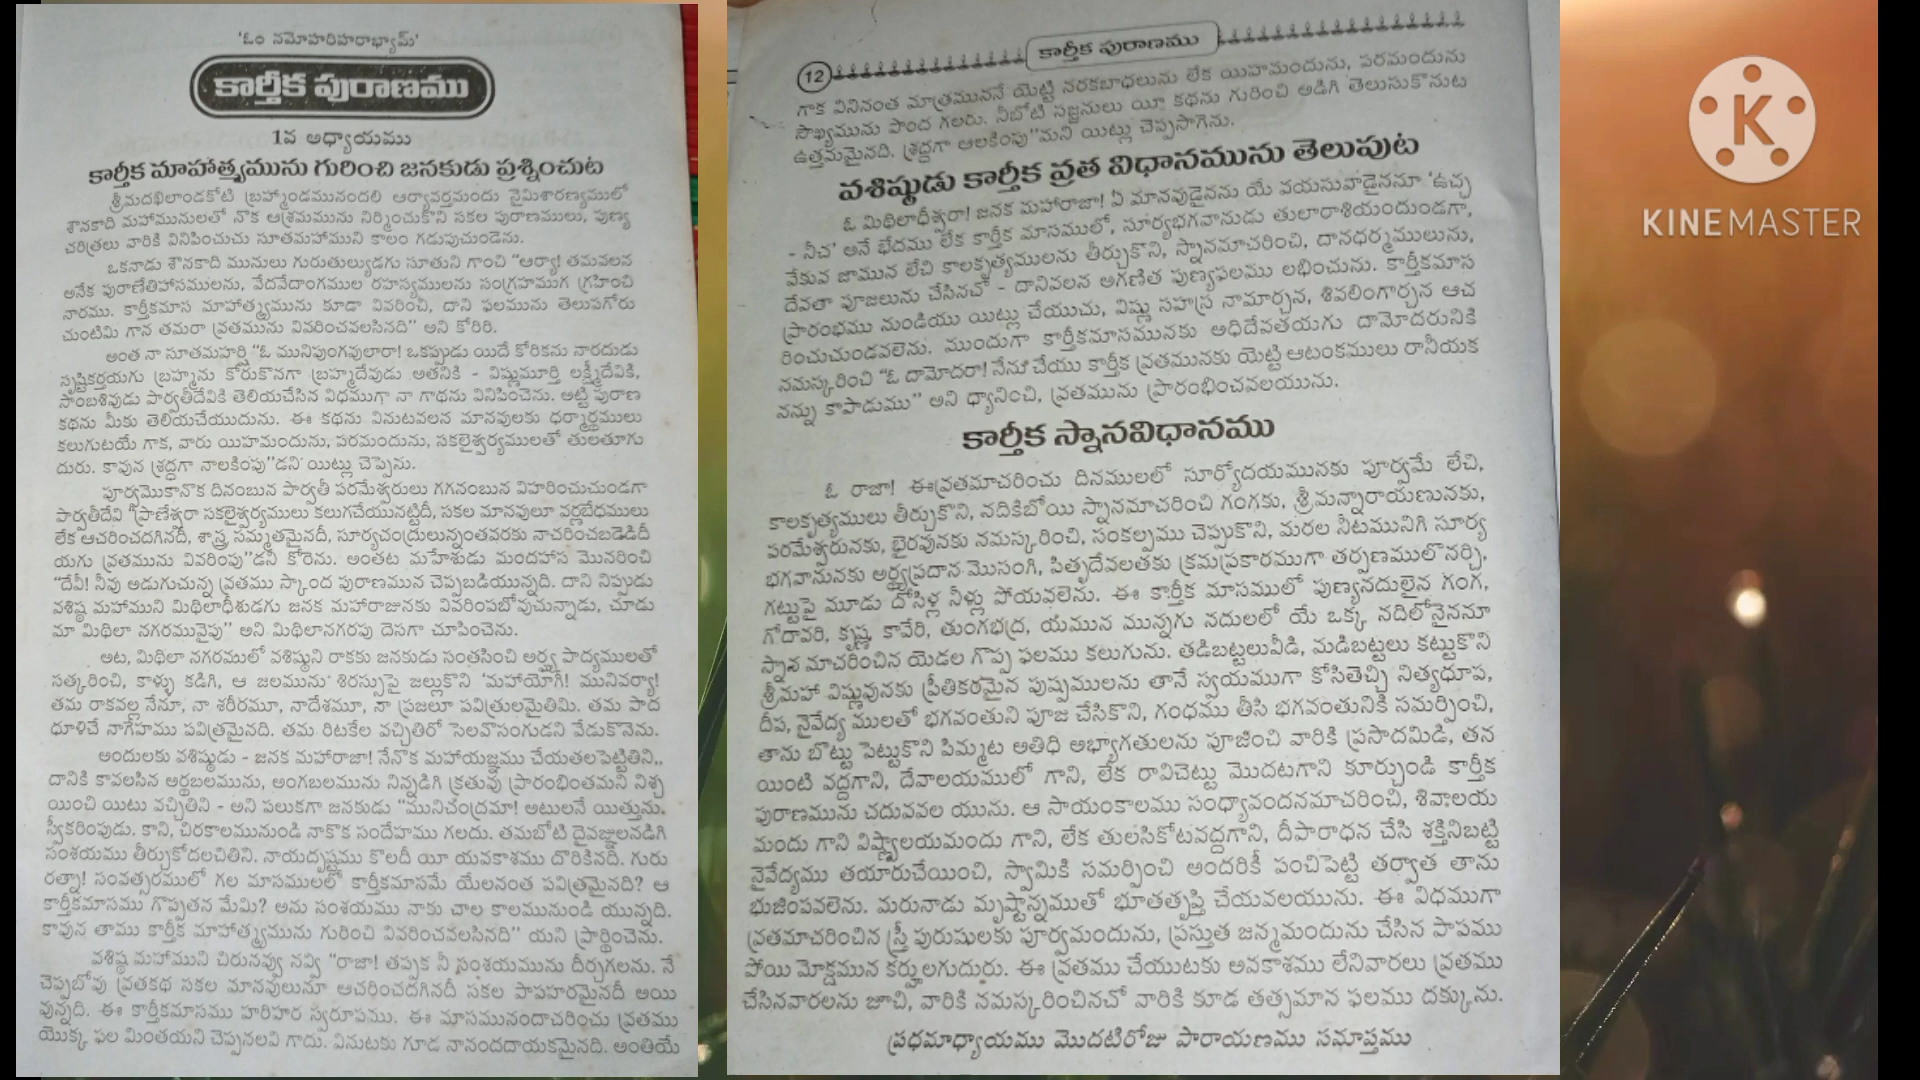 'ఓం నమోహరిహరాభ్యామ్'
కార్తీక పురాణము
1వ అధ్యాయము
కార్తీక మాహాత్మ్యమును గురించి జనకుడు ప్రశ్నించుట
శ్రీమదఖిలాండకోటి బ్రహ్మాండమునందలి ఆర్యావర్తమందు నైమిశారణ్యములో
శౌనకాది మహామునులతో నొక ఆశ్రమమును నిర్మించుకొని సకల పురాణములు, పుణ్య
చరిత్రలు వారికి వినిపించుచు సూతమహాముని కాలం గడుపుచుండెను.
ఒకనాడు శౌనకాది మునులు గురుతుల్యుడగు సూతుని గాంచి "ఆర్యా! తమవలన
అనేక పురాణేతిహాసములను, వేదవేదాంగముల రహస్యములను సంగ్రహముగ గ్రహించి
నారము. కార్తీకమాస మాహాత్మ్యమును కూడా వివరించి, దాని ఫలమును తెలుపగోరు
చుంటిమి గాన తమరా వ్రతమును వివరించవలసినది" అని కోరిరి.
అంత నా సూతమహర్షి "ఓ మునిపుంగవులారా! ఒకప్పుడు యిదే కోరికను నారదుడు
సృష్టికర్తయగు బ్రహ్మను కోరుకొనగా బ్రహ్మదేవుడు అతనికి - విష్ణుమూర్తి లక్ష్మీదేవికి,
సాంబశివుడు పార్వతీదేవికి తెలియచేసిన విధముగా నా గాథను వినిపించెను. అట్టి పురాణ
కథను మీకు తెలియచేయుదును. ఈ కథను వినుటవలన మానవులకు ధర్మార్థములు
కలుగుటయే గాక, వారు యిహమందును, పరమందును, సకలైశ్వర్యములతో తులతూగు
దురు. కావున శ్రద్ధగా నాలకింపు"డని యిట్లు చెప్పెను.
పూర్వమొకానొక దినంబున పార్వతీ పరమేశ్వరులు గగనంబున విహరించుచుండగా
పార్వతీదేవి "ప్రాణేశ్వరా సకలైశ్వర్యములు కలుగచేయునట్టిదీ, సకల మానవులూ వర్ణబేధములు
లేక ఆచరించదగినదీ, శాస్త్ర సమ్మతమైనదీ, సూర్యచంద్రులున్నంతవరకు నాచరించబడెడిదీ
యగు వ్రతమును వివరింపు"డని కోరెను. అంతట మహేశుడు మందహాస మొనరించి
"దేవీ! నీవు అడుగుచున్న వ్రతము స్కాంద పురాణమున చెప్పబడియున్నది. దాని నిప్పుడు
వశిష్ఠ మహాముని మిథిలాధీశుడగు జనక మహారాజునకు వివరింపబోవుచున్నాడు, చూడు
మా మిథిలా నగరమువైపు" అని మిథిలానగరపు దెసగా చూపించెను.
అట, మిథిలా నగరములో వశిష్ఠుని రాకకు జనకుడు సంతసించి అర్ఘ్య పాద్యములతో
సత్కరించి, కాళ్ళు కడిగి, ఆ జలమును శిరస్సుపై జల్లుకొని 'మహాయోగి! మునివర్యా!
తమ రాకవల్ల నేనూ, నా శరీరమూ, నాదేశమూ, నా ప్రజలూ పవిత్రులమైతిమి. తమ పాద
ధూళిచే నాగేహము పవిత్రమైనది. తమ రిటకేల వచ్చితిరో సెలవొసంగుడని వేడుకొనెను.
అందులకు వశిష్ఠుడు - జనక మహారాజా! నేనొక మహాయజ్ఞము చేయతలపెట్టితిని..
దానికి కావలసిన అర్థబలమును, అంగబలమును నిన్నడిగి క్రతువు ప్రారంభింతమని నిశ్చ
యించి యిటు వచ్చితిని - అని పలుకగా జనకుడు "మునిచంద్రమా! అటులనే యిత్తును.
స్వీకరింపుడు. కాని, చిరకాలమునుండి నాకొక సందేహము గలదు. తమబోటి దైవజ్ఞులనడిగి
సంశయము తీర్చుకోదలచితిని. నాయదృష్టము కొలదీ యీ యవకాశము దొరికినది. గురు
రత్నా! సంవత్సరములో గల మాసములలో కార్తీకమాసమే యేలనంత పవిత్రమైనది? ఆ
కార్తీకమాసము గొప్పతన మేమి? అను సంశయము నాకు చాల కాలమునుండి యున్నది.
కావున తాము కార్తీక మాహాత్మ్యమును గురించి వివరించవలసినది" యని ప్రార్థించెను.
వశిష్ఠ మహాముని చిరునవ్వు నవ్వి "రాజా! తప్పక నీ సంశయమును దీర్చగలను. నే
చెప్పబోవు వ్రతకథ సకల మానవులునూ ఆచరించదగినదీ సకల పాపహరమైనదీ అయి
వున్నది. ఈ కార్తీకమాసము హరిహర స్వరూపము. ఈ మాసమునందాచరించు వ్రతము
యొక్క ఫల మింతయని చెప్పనలవి గాదు. వినుటకు గూడ నానందదాయకమైనది. అంతియే
12 కార్తీక పురాణము
గాక వినినంత మాత్రముననే యెట్టి నరకబాధలును లేక యిహమందును, పరమందును
సౌఖ్యమును పొంద గలరు. నీబోటి సజ్జనులు యీ కథను గురించి అడిగి తెలుసుకొనుట
ఉత్తమమైనది. శ్రద్ధగా ఆలకింపు"మని యిట్లు చెప్పసాగెను.
వశిష్ఠుడు కార్తీక వ్రత విధానమును తెలుపుట
ఓ మిథిలాధీశ్వరా! జనక మహారాజా! ఏ మానవుడైనను యే వయసువాడైననూ 'ఉచ్ఛ
- నీచ' అనే భేదము లేక కార్తీక మాసములో, సూర్యభగవానుడు తులారాశియందుండగా,
వేకువ జామున లేచి కాలకృత్యములను తీర్చుకొని, స్నానమాచరించి, దానధర్మములును,
దేవతా పూజలును చేసినచో - దానివలన అగణిత పుణ్యఫలము లభించును. కార్తీకమాస
ప్రారంభము నుండియు యిట్లు చేయుచు, విష్ణు సహస్ర నామార్చన, శివలింగార్చన ఆచ
రించుచుండవలెను. ముందుగా కార్తీకమాసమునకు అధిదేవతయగు దామోదరునికి
నమస్కరించి "ఓ దామోదరా! నేను చేయు కార్తీక వ్రతమునకు యెట్టి ఆటంకములు రానీయక
నన్ను కాపాడుము" అని ధ్యానించి, వ్రతమును ప్రారంభించవలయును.
కార్తీక స్నానవిధానము
ఓ రాజా! ఈవ్రతమాచరించు దినములలో సూర్యోదయమునకు పూర్వమే లేచి,
కాలకృత్యములు తీర్చుకొని, నదికిబోయి స్నానమాచరించి గంగకు, శ్రీమన్నారాయణునకు,
పరమేశ్వరునకు, భైరవునకు నమస్కరించి, సంకల్పము చెప్పుకొని, మరల నీటమునిగి సూర్య
భగవానునకు అర్ఘ్యప్రదాన మొసంగి, పితృదేవలతకు క్రమప్రకారముగా తర్పణములొనర్చి,
గట్టుపై మూడు దోసిళ్ల నీళ్లు పోయవలెను. ఈ కార్తీక మాసములో పుణ్యనదులైన గంగ,
గోదావరి, కృష్ణ, కావేరి, తుంగభద్ర, యమున మున్నగు నదులలో యే ఒక్క నదిలోనైననూ
స్నాన మాచరించిన యెడల గొప్ప ఫలము కలుగును. తడిబట్టలువీడి, మడిబట్టలు కట్టుకొని
శ్రీమహా విష్ణువునకు ప్రీతికరమైన పుష్పములను తానే స్వయముగా కోసితెచ్చి నిత్యధూప,
దీప, నైవేద్య ములతో భగవంతుని పూజ చేసికొని, గంధము తీసి భగవంతునికి సమర్పించి,
తాను బొట్టు పెట్టుకొని పిమ్మట అతిధి అభ్యాగతులను పూజించి వారికి ప్రసాదమిడి, తన
యింటి వద్దగాని, దేవాలయములో గాని, లేక రావిచెట్టు మొదటగాని కూర్చుండి కార్తీక
పురాణమును చదువవల యును. ఆ సాయంకాలము సంధ్యావందనమాచరించి, శివాలయ
మందు గాని విష్ణ్వాలయమందు గాని, లేక తులసికోటవద్దగాని, దీపారాధన చేసి శక్తినిబట్టి
నైవేద్యము తయారుచేయించి, స్వామికి సమర్పించి అందరికీ పంచిపెట్టి తర్వాత తాను
భుజింపవలెను. మరునాడు మృష్టాన్నముతో భూతతృప్తి చేయవలయును. ఈ విధముగా
వ్రతమాచరించిన స్త్రీ పురుషులకు పూర్వమందును, ప్రస్తుత జన్మమందును చేసిన పాపము
పోయి మోక్షమున కర్హులగుదురు. ఈ వ్రతము చేయుటకు అవకాశము లేనివారలు వ్రతము
చేసినవారలను జూచి, వారికి నమస్కరించినచో వారికి కూడ తత్సమాన ఫలము దక్కును.
ప్రధమాధ్యాయము మొదటిరోజు పారాయణము సమాప్తము
K
KINEMASTER